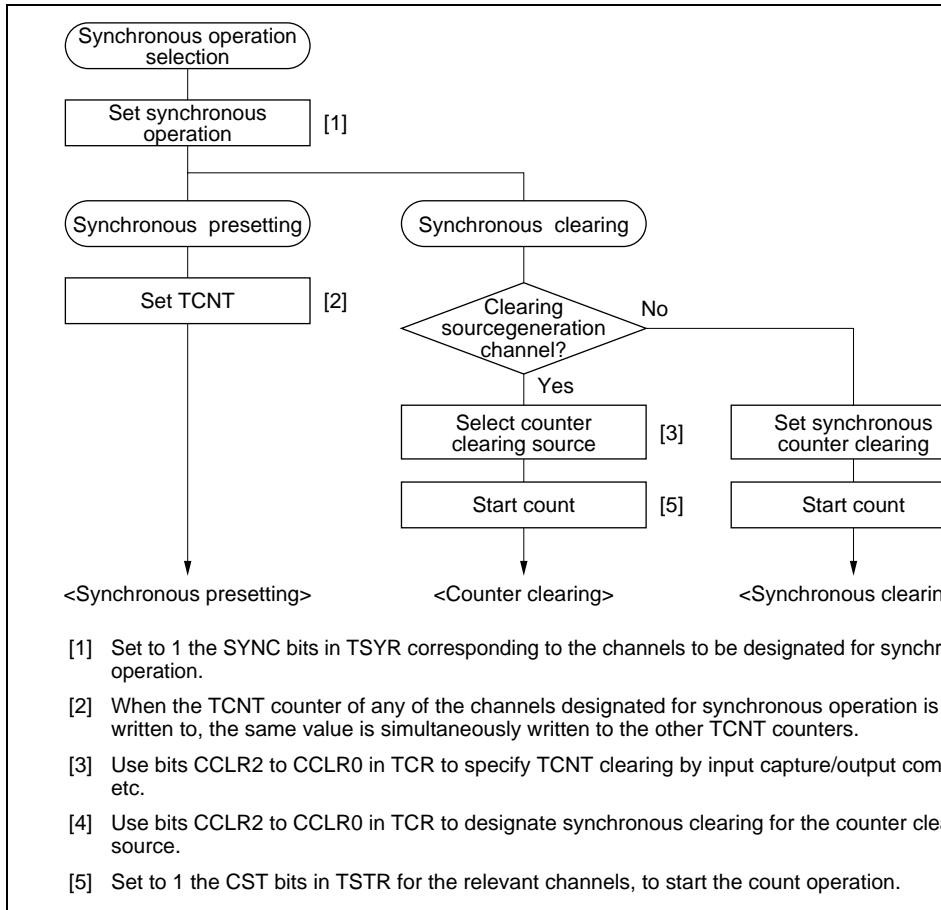 Synchronous operation
selection
Set synchronous
operation
[1]
Synchronous presetting
Synchronous clearing
Set TCNT
[2]
Clearing
sourcegeneration
channel?
No
Yes
Select counter
clearing source
[3]
Set synchronous
counter clearing
Start count
[5]
Start count
<Synchronous presetting>
<Counter clearing>
<Synchronous
[1] Set to 1 the SYNC bits in TSYR corresponding to the channels to be designated for
operation.
[2] When the TCNT counter of any of the channels designated for synchronous operation is
written to, the same value is simultaneously written to the other TCNT counters.
[3] Use bits CCLR2 to CCLR0 in TCR to specify TCNT clearing by input capture/output
etc.
[4] Use bits CCLR2 to CCLR0 in TCR to designate synchronous clearing for the counter
source.
[5] Set to 1 the CST bits in TSTR for the relevant channels, to start the count operation.